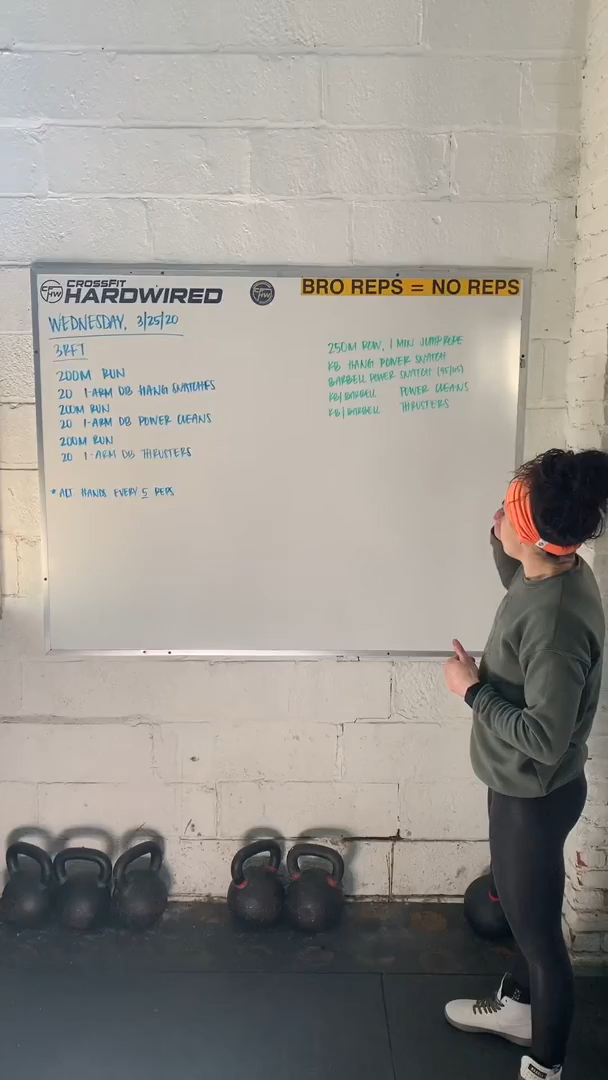 CROSSFIT
HARDWIRED
BRO REPS = NO REPS
WEDNESDAY, 3/25/20
3RFT
200M RUN
20 1-ARM DB HANG SNATCHES
200M RUN
20 1-ARM DB POWER CLEANS
200M RUN
20 1-ARM DB THRUSTERS
* ALT HANDS EVERY 5 REPS
250M ROW, 1 MIN JUMPROPE
KB HANG POWER SNATCH
BARBELL POWER SNATCH (95/65)
KB/BARBELL POWER CLEANS
KB/BARBELL THRUSTERS